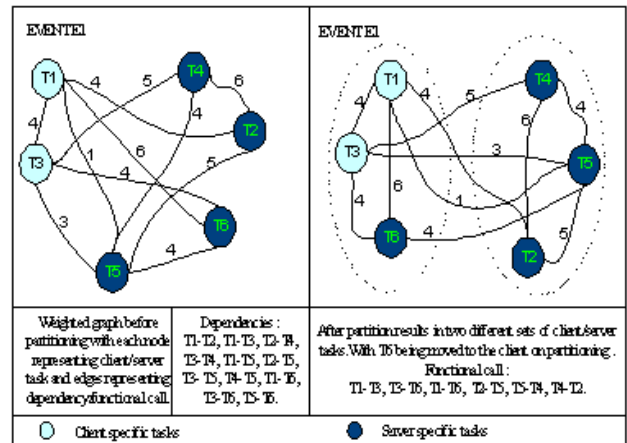 EVENTE1
T1
4
5
T4
6
4
4
T2
T3
1
4
6
5
3
T6
4
T5
EVENTE1
T1
4
4
5
T4
4
6
T3
3
T5
4
6
1
4
T6
5
T2
Weighted graph before
partitioning with each node
representing client/server
task and edges representing
dependency/functional call.
Dependencies :
T1-T2, T1-T3, T2-T4,
T3-T4, T1-T5, T2-T5,
T3-T5, T4-T5, T1-T6,
T3-T6, T5-T6.
After partition results in two different sets of client/server
tasks. With T6 being moved to the client on partitioning .
Functional call :
T1-T3, T3-T6, T1-T6, T2-T5, T5-T4, T4-T2.
Client specific tasks
Server specific tasks